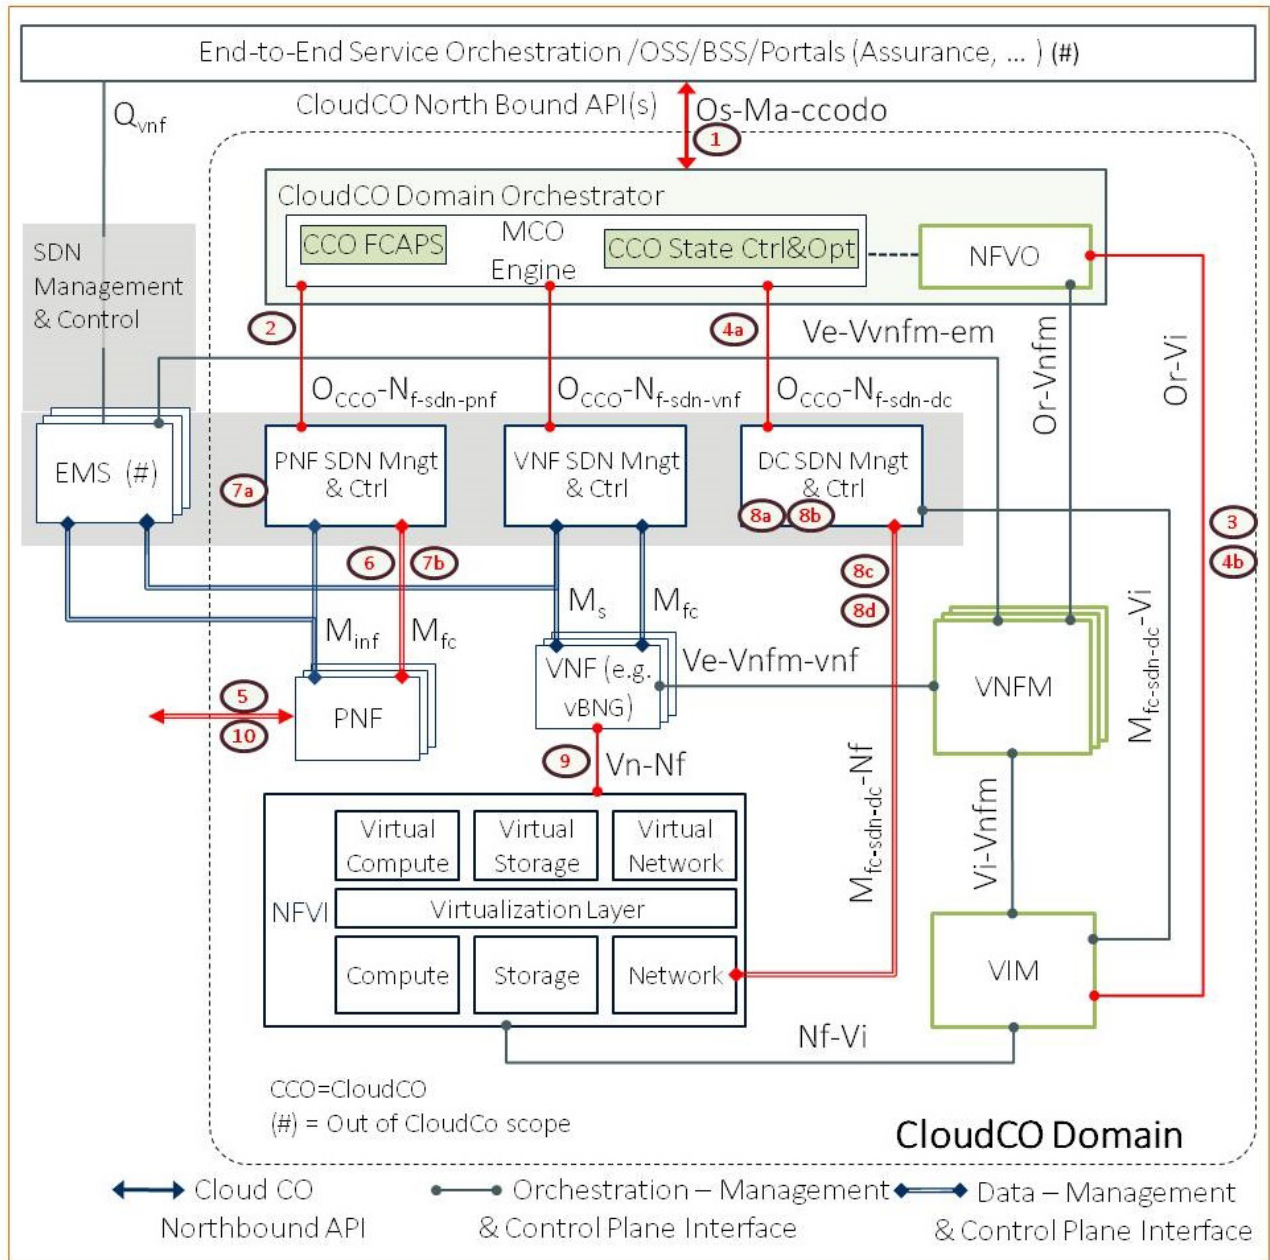 End-to-End Service Orchestration /OSS/BSS/Portals (Assurance, ... ) (#)
Qvnf
CloudCO North Bound API(s)
Os-Ma-ccodo
1
CloudCO Domain Orchestrator
CCO FCAPS
MCO
Engine
CCO State Ctrl&Opt
NFVO
SDN
Management
& Control
2
4a
Ve-Vvnfm-em
Or-Vnfm
Or-Vi
OCCO-Nf-sdn-pnf
OCCO-Nf-sdn-vnf
OCCO-Nf-sdn-dc
EMS (#)
PNF SDN Mngt
& Ctrl
7a
VNF SDN Mngt
& Ctrl
DC SDN Mngt
& Ctrl
8a
8b
3
4b
6
7b
8c
8d
Minf
Mfc
Ms
Mfc
VNF (e.g.
vBNG)
Ve-Vnfm-vnf
VNFM
Mfc-sdn-dc-Vi
5
10
PNF
9
Vn-Nf
Mfc-sdn-dc-Nf
Vi-Vnfm
NFVI
Virtual
Compute
Virtual
Storage
Virtual
Network
Virtualization Layer
Compute
Storage
Network
VIM
Nf-Vi
CCO=CloudCO
(#) = Out of CloudCo scope
CloudCO Domain
Cloud CO
Northbound API
Orchestration – Management
& Control Plane Interface
Data – Management
& Control Plane Interface